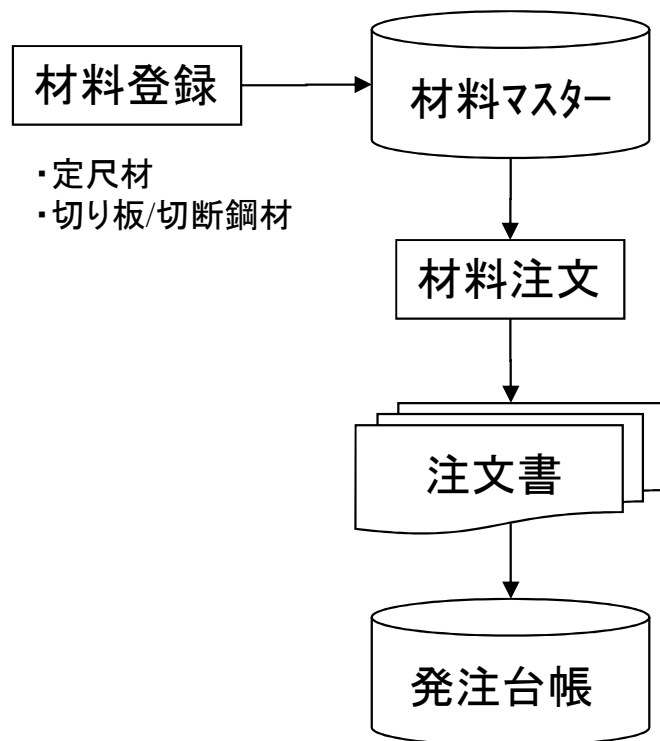 材料登録
材料マスター
・定尺材
・切り板/切断鋼材
材料注文
注文書
発注台帳